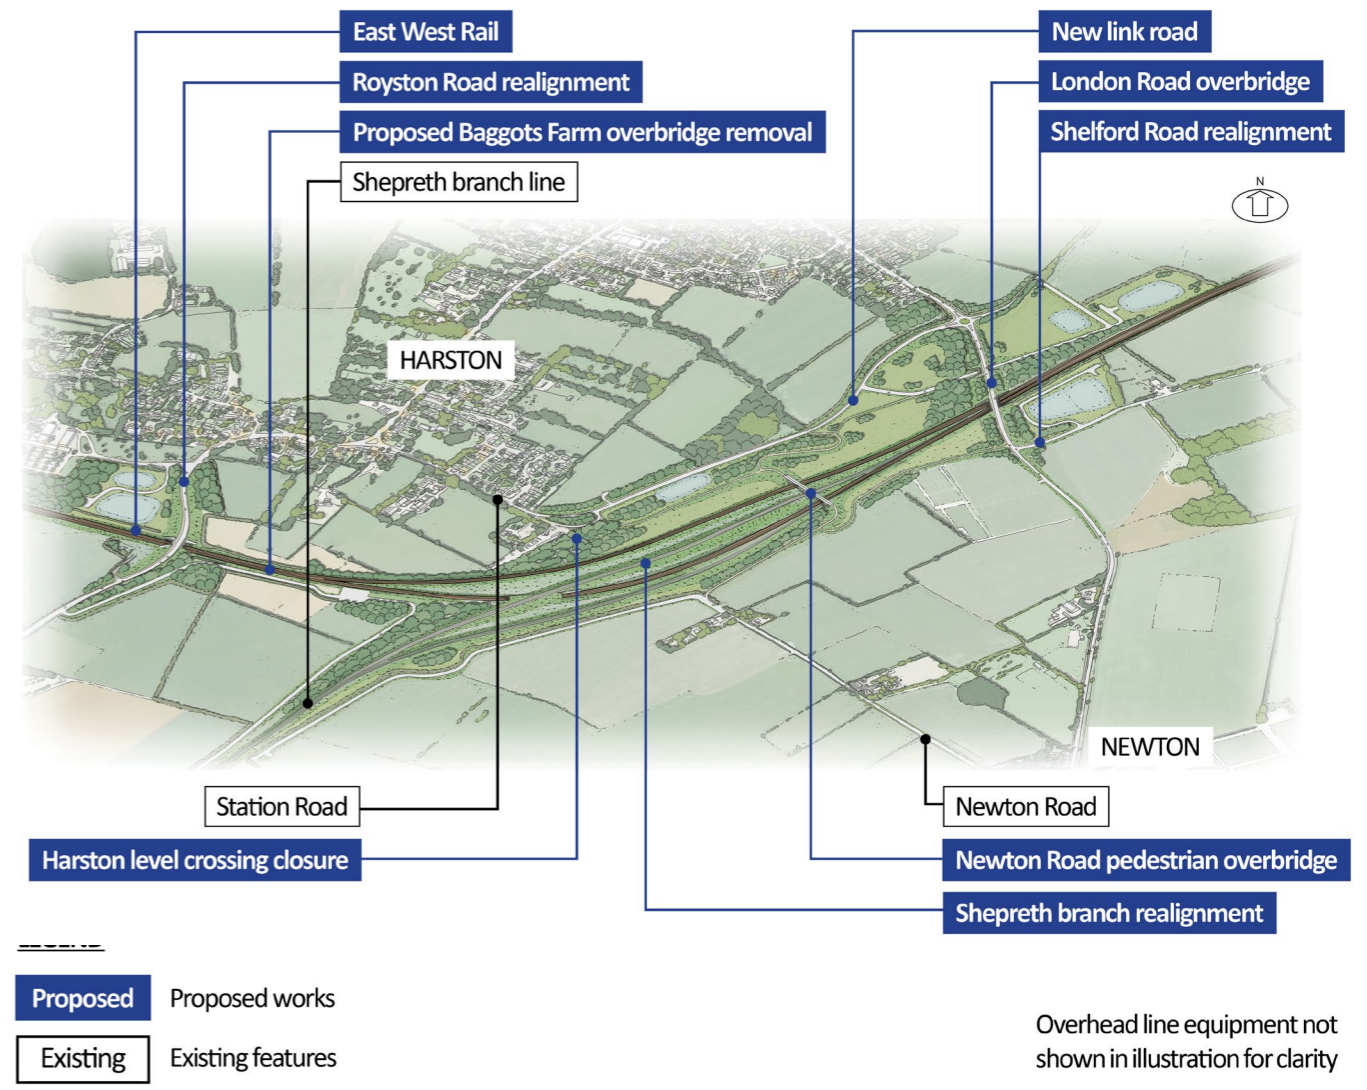 East West Rail
New link road
Royston Road realignment
London Road overbridge
Proposed Baggots Farm overbridge removal
Shelford Road realignment
Shepreth branch line
N
HARSTON
NEWTON
Station Road
Newton Road
Harston level crossing closure
Newton Road pedestrian overbridge
Shepreth branch realignment
Proposed Proposed works
Existing Existing features
Overhead line equipment not
shown in illustration for clarity